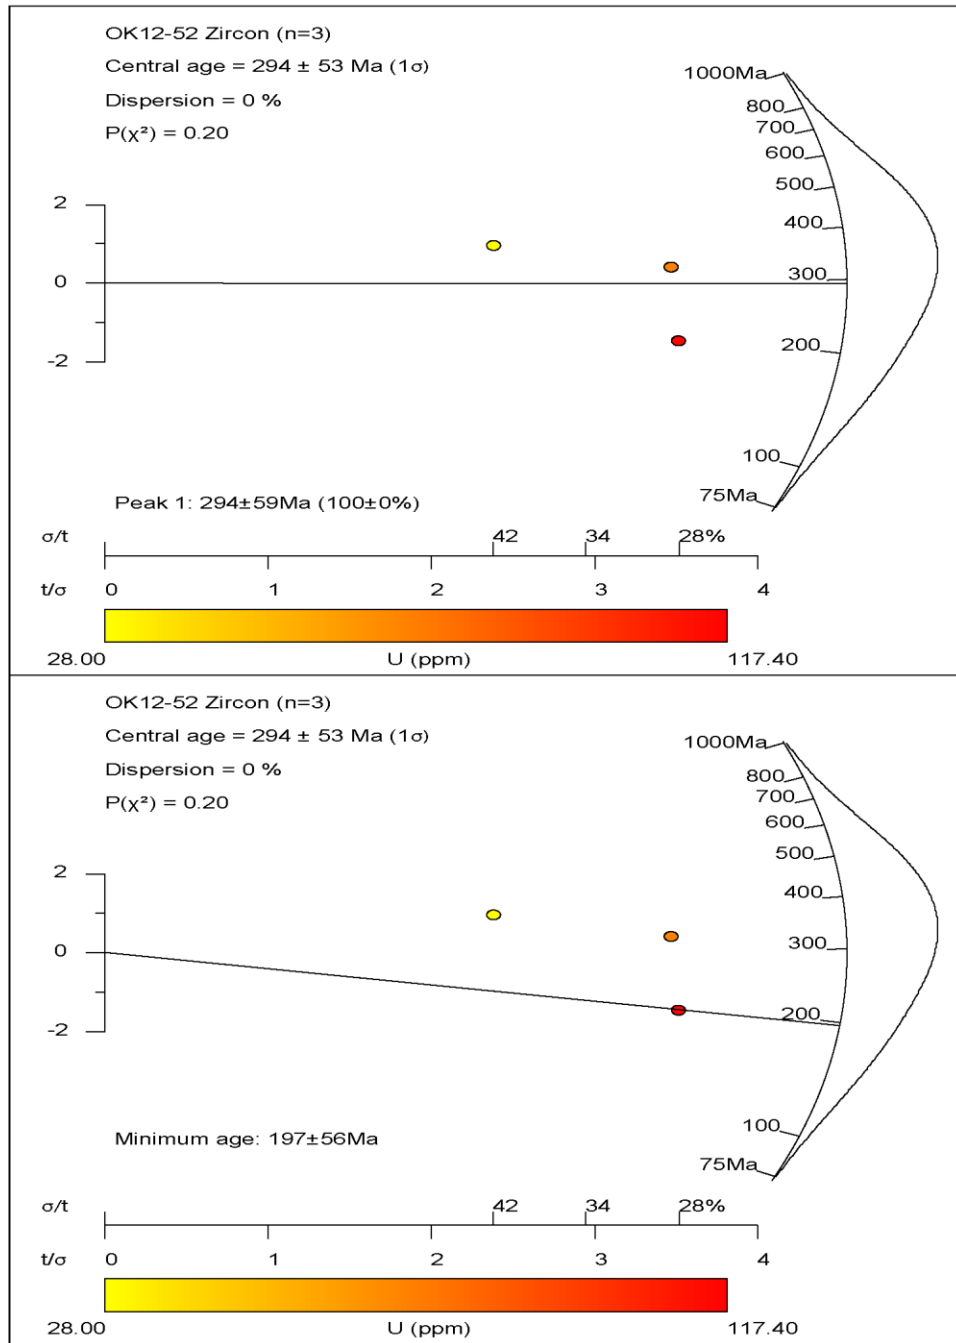 OK12-52 Zircon (n=3)
Central age = 294 ± 53 Ma (1σ)
Dispersion = 0 %
P(χ²) = 0.20
1000Ma
800
700
600
500
400
300
200
100
75Ma
2
0
-2
Peak 1: 294±59Ma (100±0%)
σ/t 42 34 28%
t/σ 0 1 2 3 4
28.00 U (ppm) 117.40
OK12-52 Zircon (n=3)
Central age = 294 ± 53 Ma (1σ)
Dispersion = 0 %
P(χ²) = 0.20
1000Ma
800
700
600
500
400
300
200
100
75Ma
2
0
-2
Minimum age: 197±56Ma
σ/t 42 34 28%
t/σ 0 1 2 3 4
28.00 U (ppm) 117.40